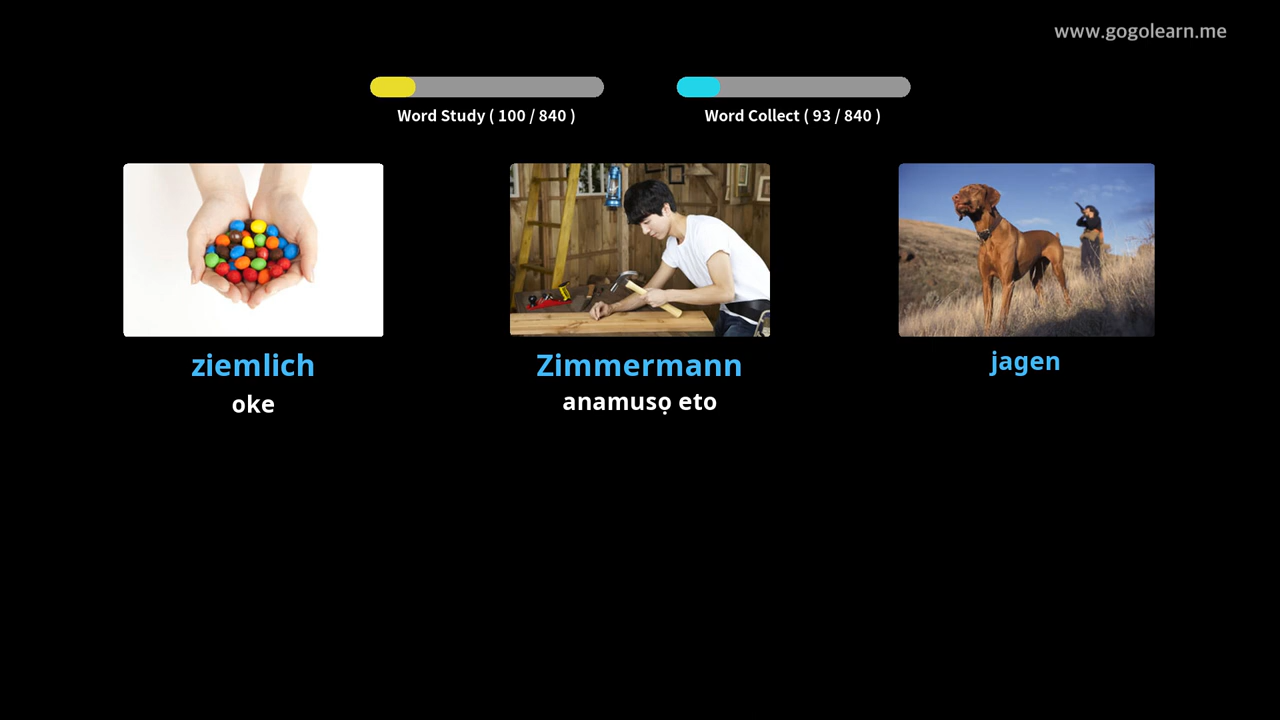 www.gogolearn.me
Word Study ( 100 / 840 )
Word Collect ( 93 / 840 )
ziemlich
oke
Zimmermann
anamusọ eto
jagen